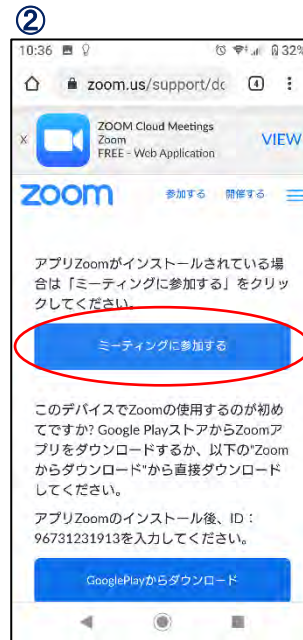 ②
10:36 32%
zoom.us/support/dc 4
ZOOM Cloud Meetings
x Zoom VIEW
FREE - Web Application
zoom 参加する 開催する
アプリZoomがインストールされている場
合は「ミーティングに参加する」をクリッ
クしてください。
ミーティングに参加する
このデバイスでZoomの使用するのが初め
てですか? Google PlayストアからZoomア
プリをダウンロードするか、以下の"Zoom
からダウンロード"から直接ダウンロード
してください。
アプリZoomのインストール後、ID：
96731231913を入力してください。
GooglePlayからダウンロード